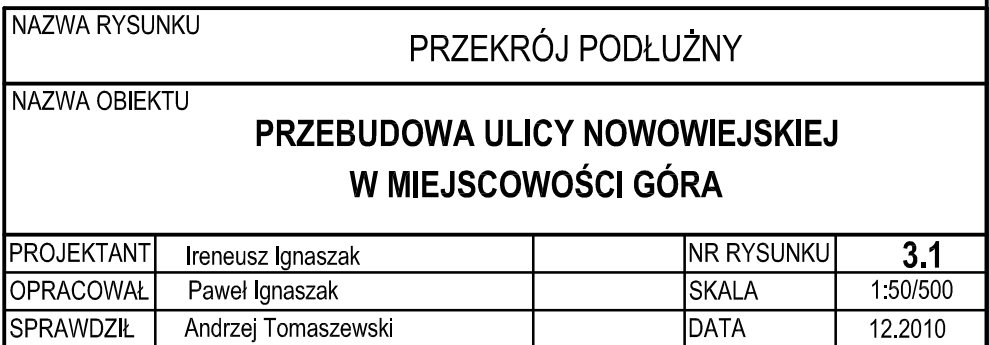 NAZWA RYSUNKU
PRZEKRÓJ PODŁUŻNY
NAZWA OBIEKTU
PRZEBUDOWA ULICY NOWOWIEJSKIEJ
W MIEJSCOWOŚCI GÓRA
PROJEKTANT Ireneusz Ignaszak NR RYSUNKU 3.1
OPRACOWAŁ Paweł Ignaszak SKALA 1:50/500
SPRAWDZIŁ Andrzej Tomaszewski DATA 12.2010